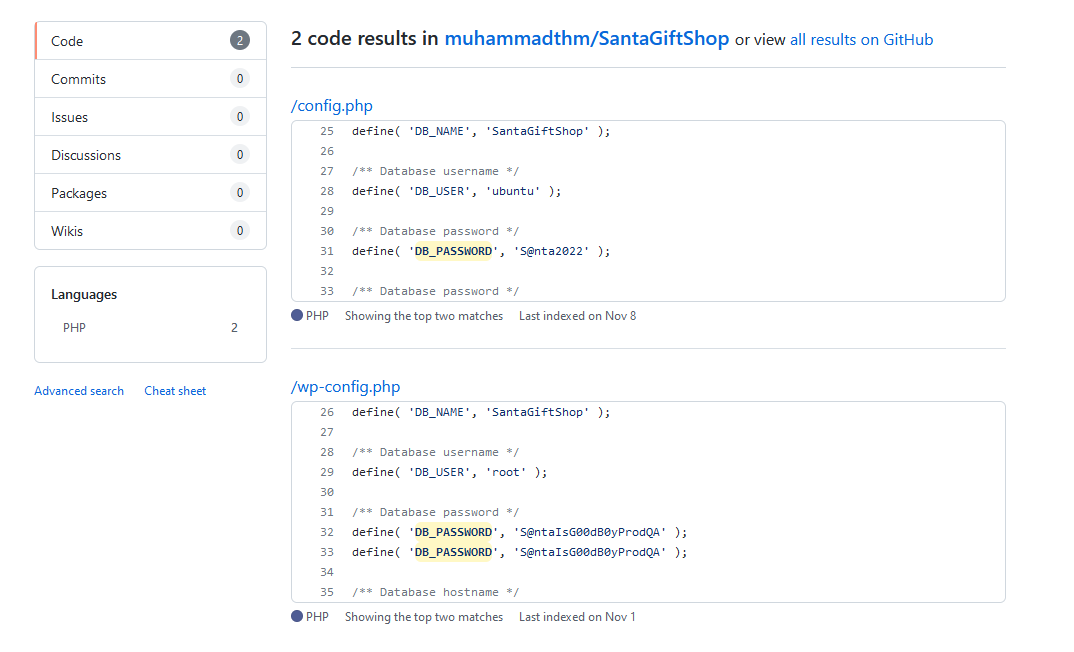 Code 2
Commits 0
Issues 0
Discussions 0
Packages 0
Wikis 0
Languages
PHP 2
Advanced search Cheat sheet
2 code results in muhammadthm/SantaGiftShop or view all results on GitHub
/config.php
25 define( 'DB_NAME', 'SantaGiftShop' );
26
27 /** Database username */
28 define( 'DB_USER', 'ubuntu' );
29
30 /** Database password */
31 define( 'DB_PASSWORD', 'S@nta2022' );
32
33 /** Database password */
PHP Showing the top two matches Last indexed on Nov 8
/wp-config.php
26 define( 'DB_NAME', 'SantaGiftShop' );
27
28 /** Database username */
29 define( 'DB_USER', 'root' );
30
31 /** Database password */
32 define( 'DB_PASSWORD', 'S@ntaIsG00dB0yProdQA' );
33 define( 'DB_PASSWORD', 'S@ntaIsG00dB0yProdQA' );
34
35 /** Database hostname */
PHP Showing the top two matches Last indexed on Nov 1